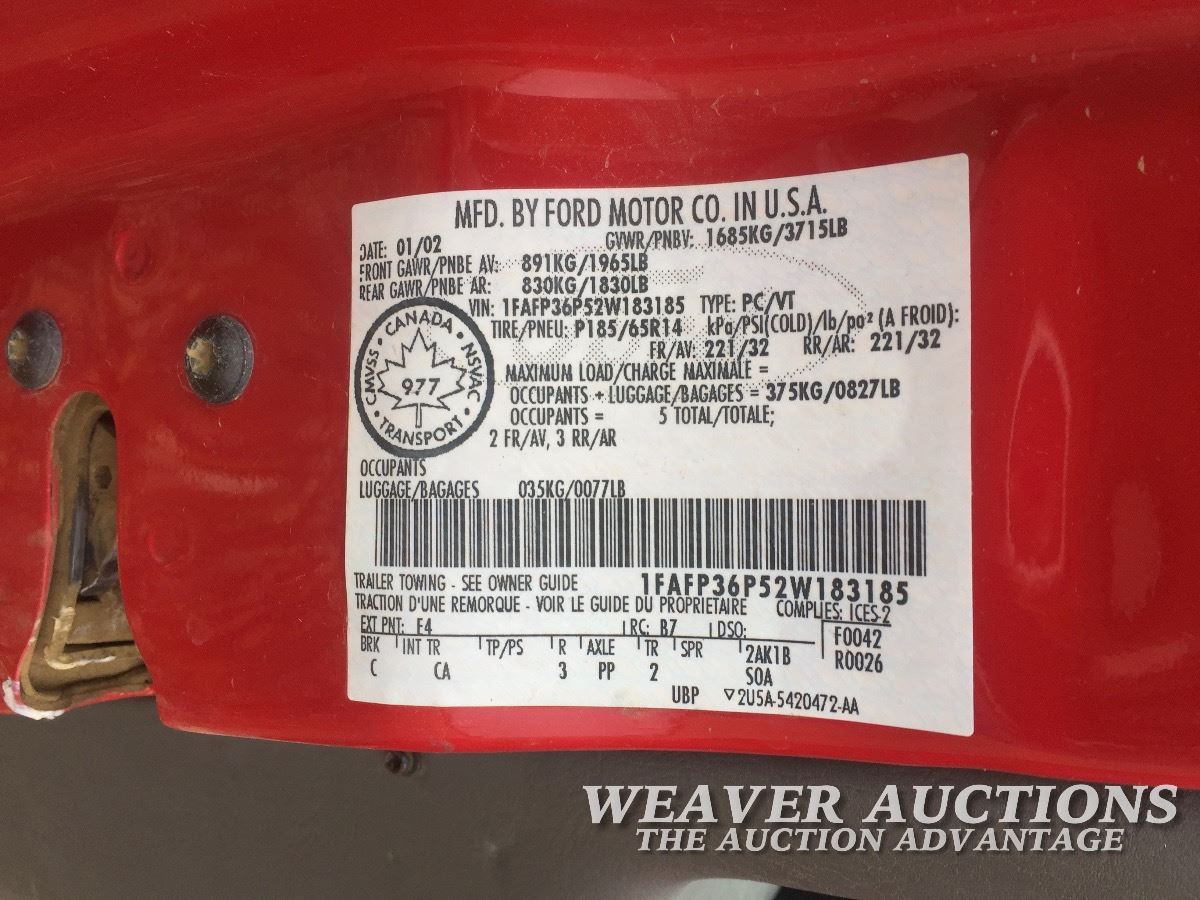 MFD. BY FORD MOTOR CO. IN U.S.A.
DATE: 01/02 GVWR/PNBV: 1685KG/3715LB
FRONT GAWR/PNBE AV: 891KG/1965LB
REAR GAWR/PNBE AR: 830KG/1830LB
VIN: 1FAFP36P52W183185 TYPE: PC/VT
TIRE/PNEU: P185/65R14 kPa/PSI(COLD)/lb/po² (A FROID):
FR/AV: 221/32 RR/AR: 221/32
MAXIMUM LOAD/CHARGE MAXIMALE =
OCCUPANTS + LUGGAGE/BAGAGES = 375KG/0827LB
OCCUPANTS = 5 TOTAL/TOTALE;
2 FR/AV, 3 RR/AR
CANADA
CMVSS • NSVAC
977
TRANSPORT
OCCUPANTS
LUGGAGE/BAGAGES 035KG/0077LB
TRAILER TOWING - SEE OWNER GUIDE 1FAFP36P52W183185
TRACTION D'UNE REMORQUE - VOIR LE GUIDE DU PROPRIETAIRE COMPLIES: ICES-2
EXT PNT: E4 RC: B7 DSO: F0042
BRK INT TR TP/PS R AXLE TR SPR 2AK1B R0026
C CA 3 PP 2 SOA
UBP ▽2U5A-5420472-AA
WEAVER AUCTIONS
THE AUCTION ADVANTAGE